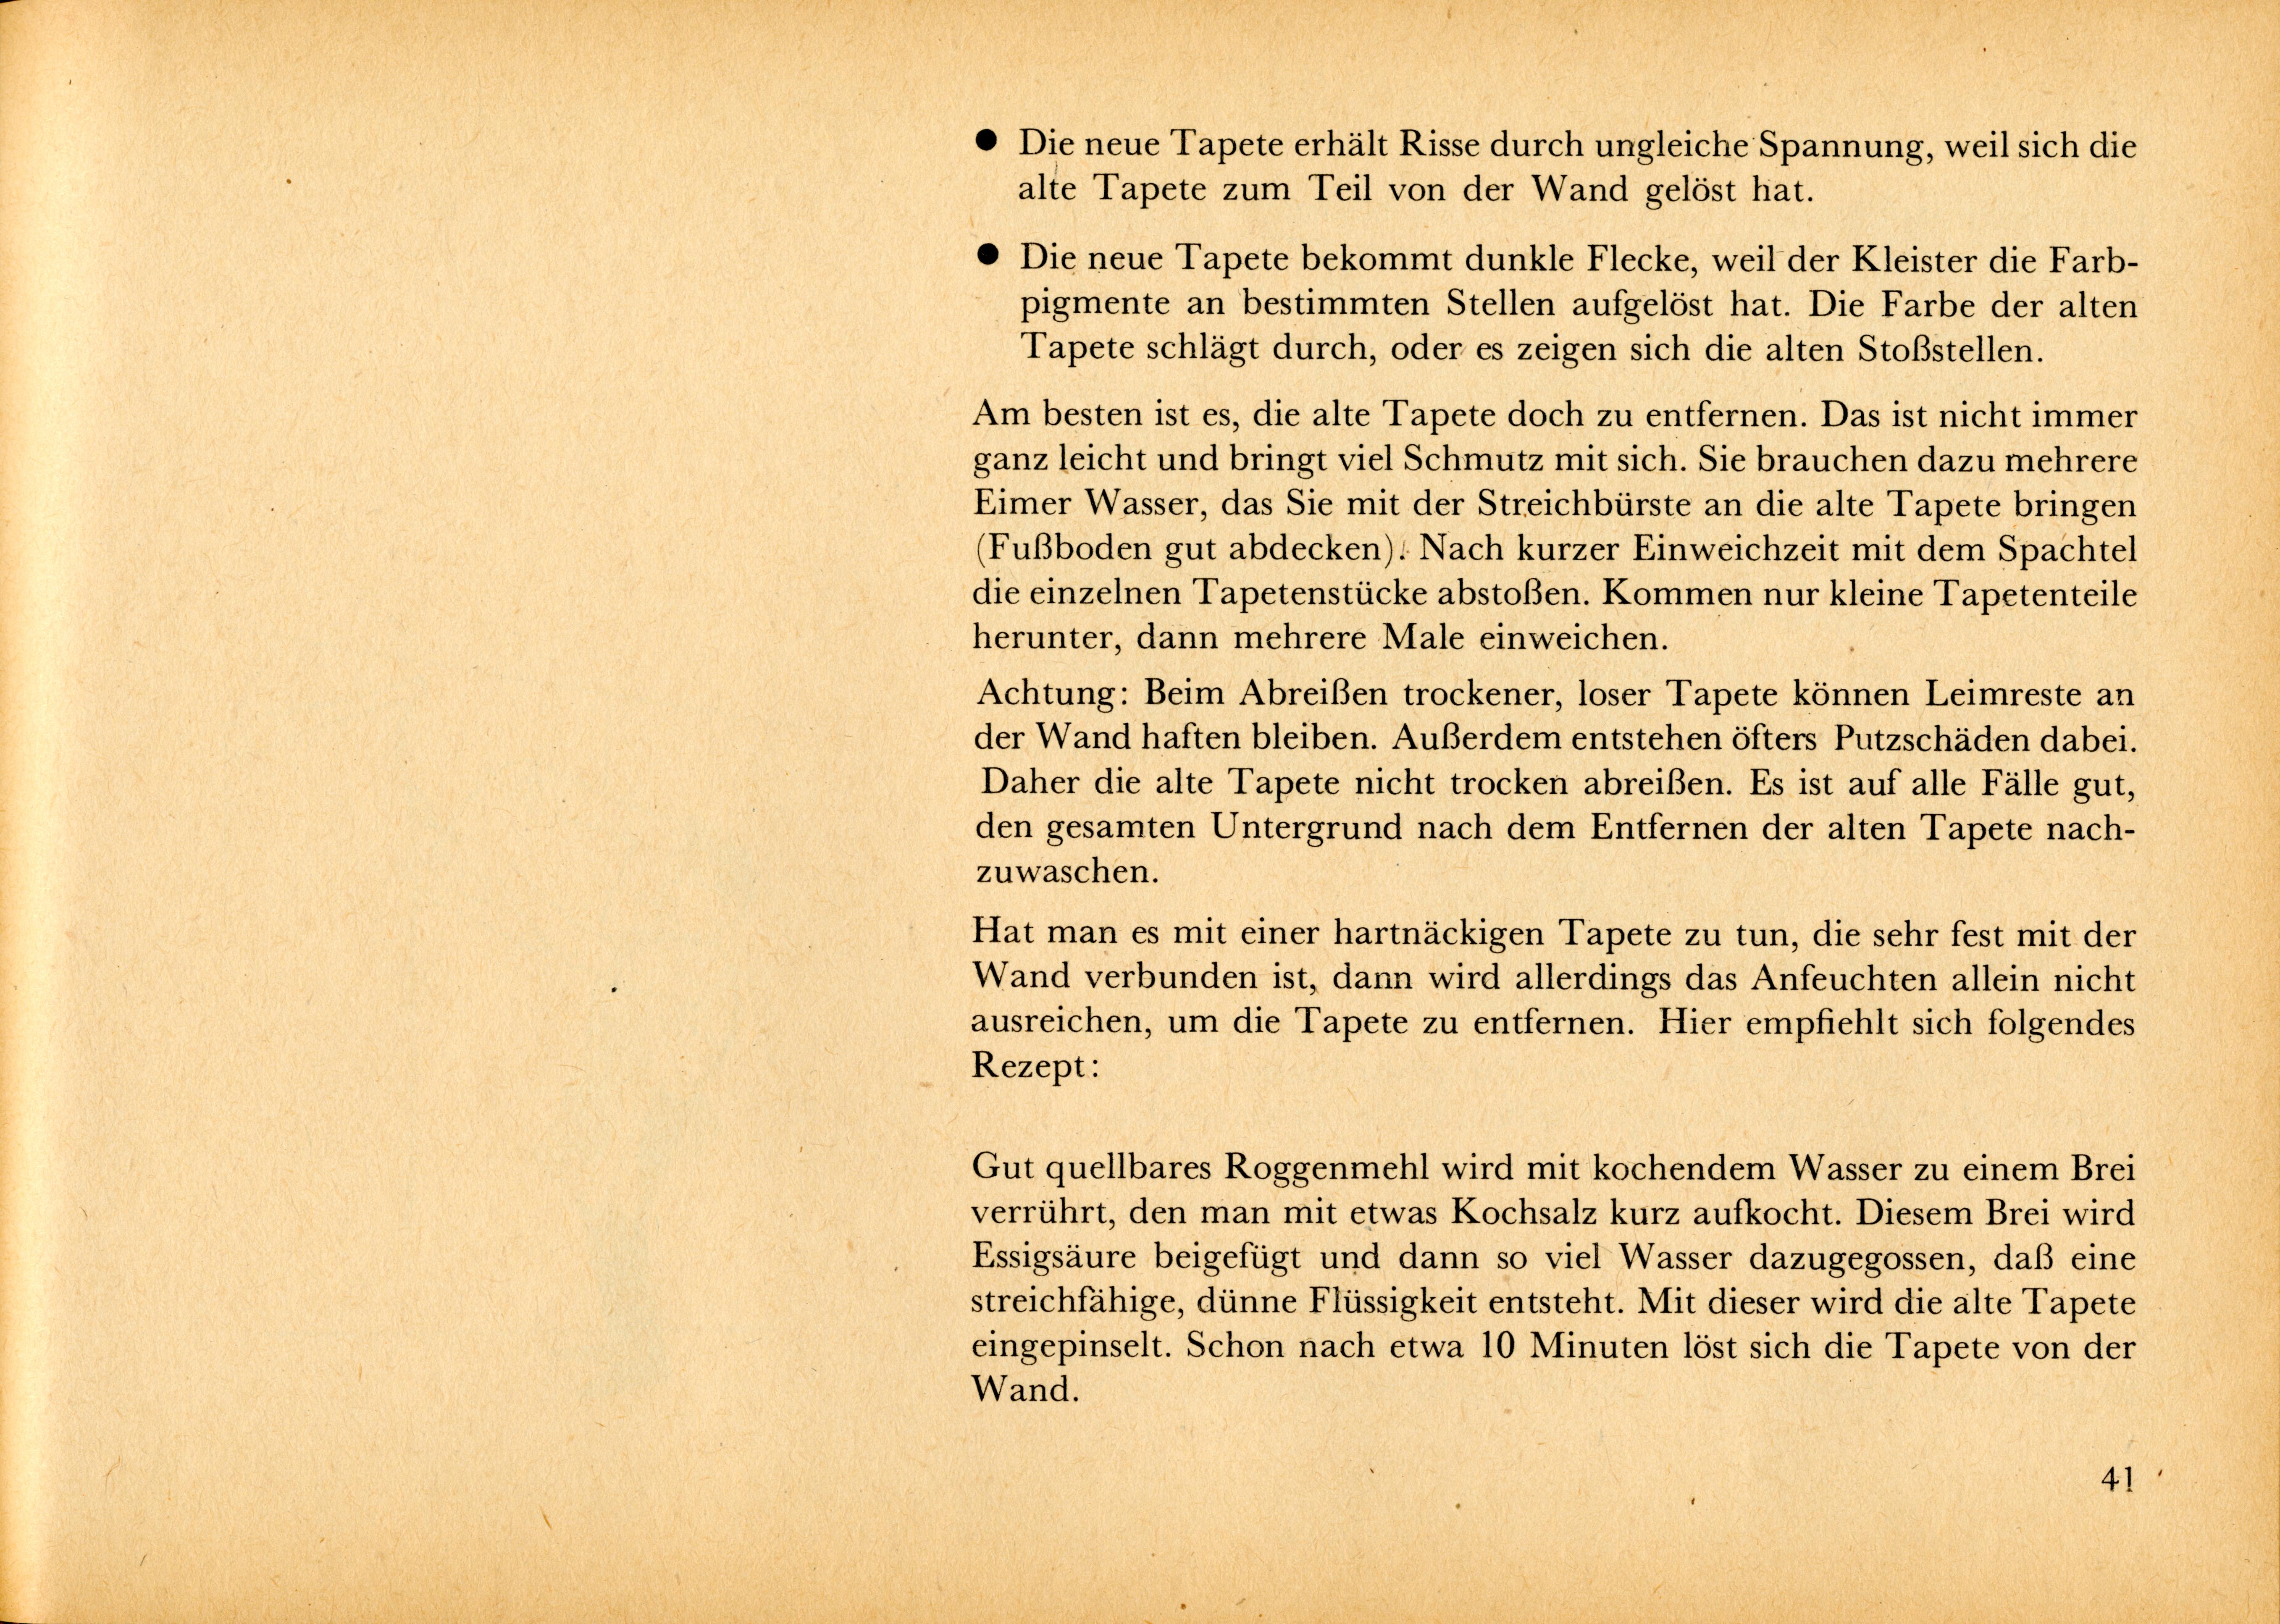 ● Die neue Tapete erhält Risse durch ungleiche Spannung, weil sich die
alte Tapete zum Teil von der Wand gelöst hat.
● Die neue Tapete bekommt dunkle Flecke, weil der Kleister die Farb-
pigmente an bestimmten Stellen aufgelöst hat. Die Farbe der alten
Tapete schlägt durch, oder es zeigen sich die alten Stoßstellen.
Am besten ist es, die alte Tapete doch zu entfernen. Das ist nicht immer
ganz leicht und bringt viel Schmutz mit sich. Sie brauchen dazu mehrere
Eimer Wasser, das Sie mit der Streichbürste an die alte Tapete bringen
(Fußboden gut abdecken). Nach kurzer Einweichzeit mit dem Spachtel
die einzelnen Tapetenstücke abstoßen. Kommen nur kleine Tapetenteile
herunter, dann mehrere Male einweichen.
Achtung: Beim Abreißen trockener, loser Tapete können Leimreste an
der Wand haften bleiben. Außerdem entstehen öfters Putzschäden dabei.
Daher die alte Tapete nicht trocken abreißen. Es ist auf alle Fälle gut,
den gesamten Untergrund nach dem Entfernen der alten Tapete nach-
zuwaschen.
Hat man es mit einer hartnäckigen Tapete zu tun, die sehr fest mit der
Wand verbunden ist, dann wird allerdings das Anfeuchten allein nicht
ausreichen, um die Tapete zu entfernen. Hier empfiehlt sich folgendes
Rezept:
Gut quellbares Roggenmehl wird mit kochendem Wasser zu einem Brei
verrührt, den man mit etwas Kochsalz kurz aufkocht. Diesem Brei wird
Essigsäure beigefügt und dann so viel Wasser dazugegossen, daß eine
streichfähige, dünne Flüssigkeit entsteht. Mit dieser wird die alte Tapete
eingepinselt. Schon nach etwa 10 Minuten löst sich die Tapete von der
Wand.
41